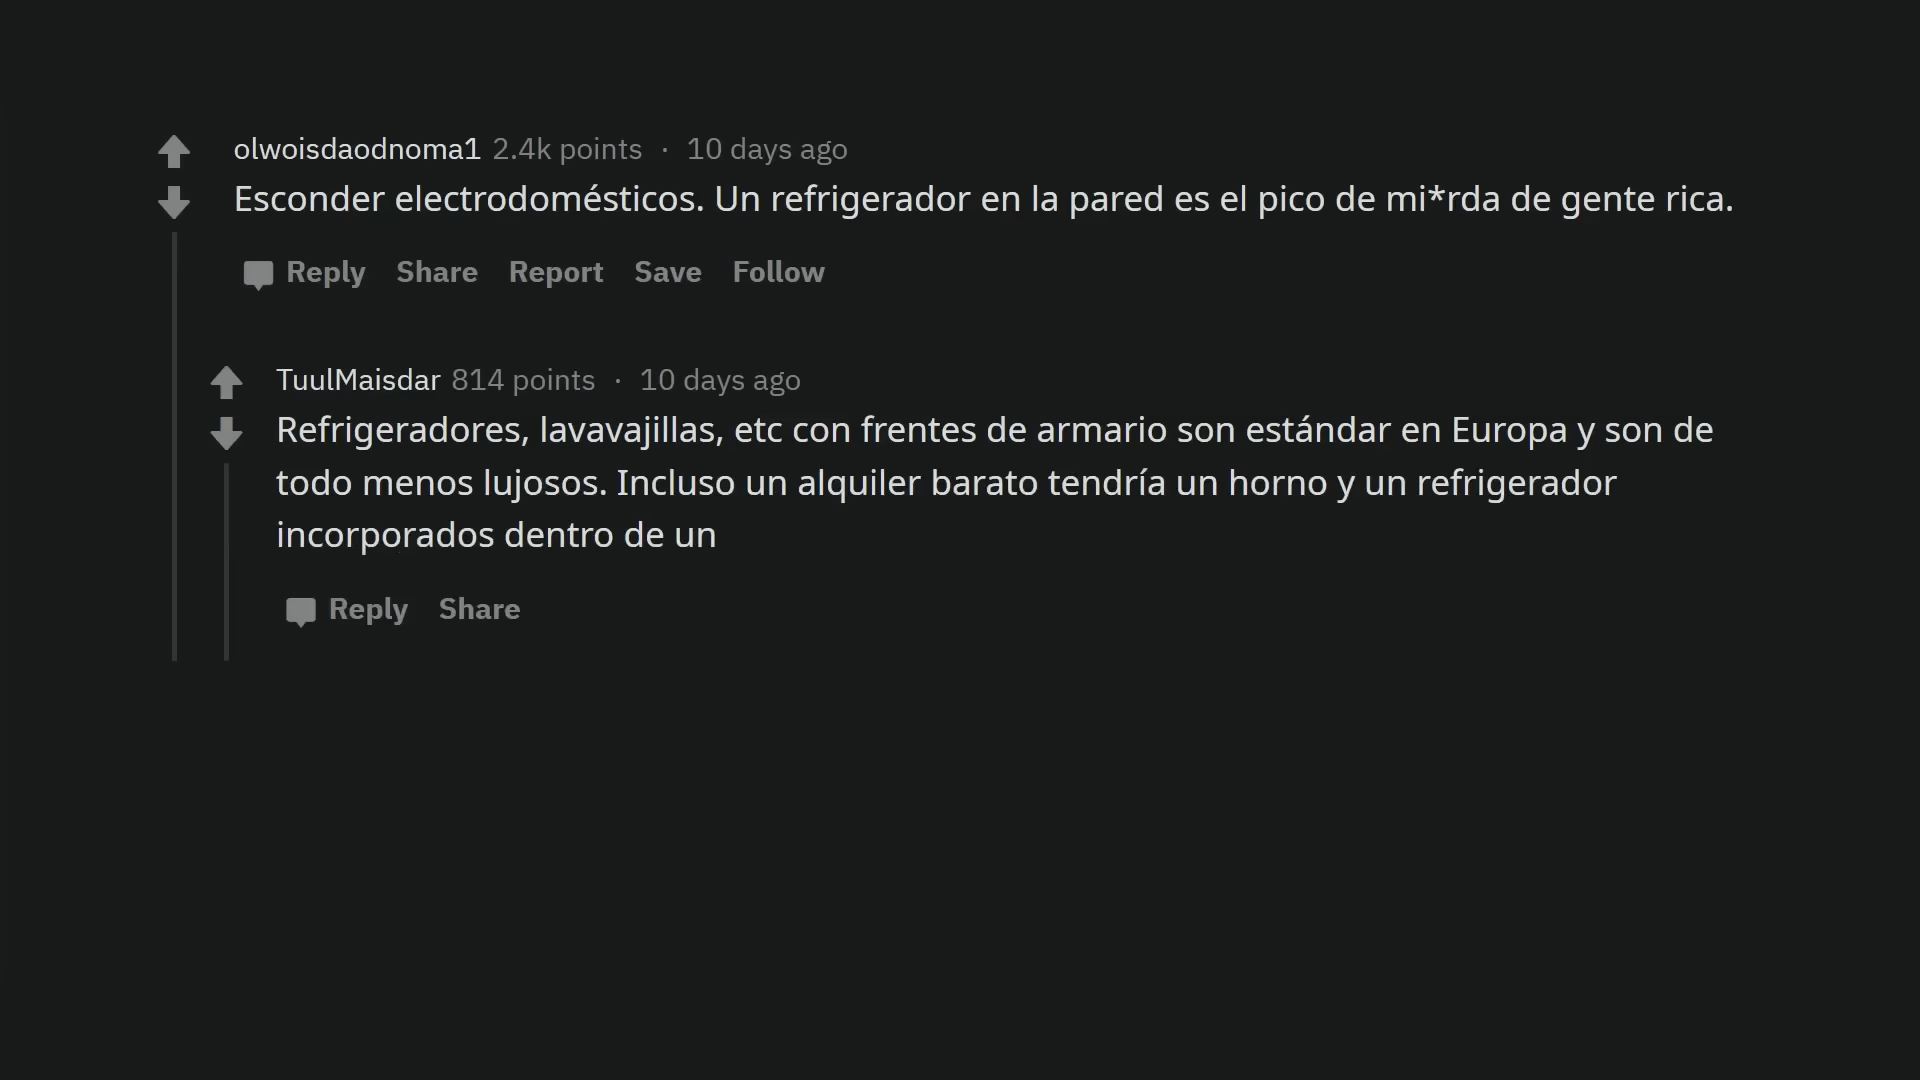 olwoisdaodnoma1 2.4k points · 10 days ago
Esconder electrodomésticos. Un refrigerador en la pared es el pico de mi*rda de gente rica.
Reply Share Report Save Follow
TuulMaisdar 814 points · 10 days ago
Refrigeradores, lavavajillas, etc con frentes de armario son estándar en Europa y son de
todo menos lujosos. Incluso un alquiler barato tendría un horno y un refrigerador
incorporados dentro de un
Reply Share